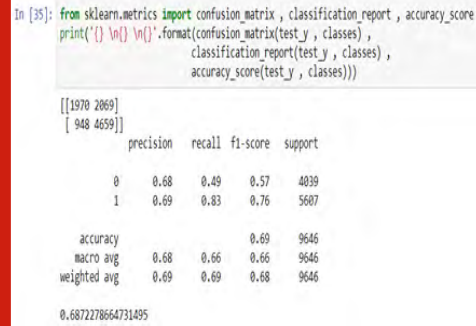 In [35]: from sklearn.metrics import confusion_matrix , classification_report , accuracy_score
print('{} \n{} \n{}'.format(confusion_matrix(test_y , classes) ,
classification_report(test_y , classes) ,
accuracy_score(test_y , classes)))
[[1970 2069]
[ 948 4659]]
precision recall f1-score support
0 0.68 0.49 0.57 4039
1 0.69 0.83 0.76 5607
accuracy 0.69 9646
macro avg 0.68 0.66 0.66 9646
weighted avg 0.69 0.69 0.68 9646
0.6872278664731495